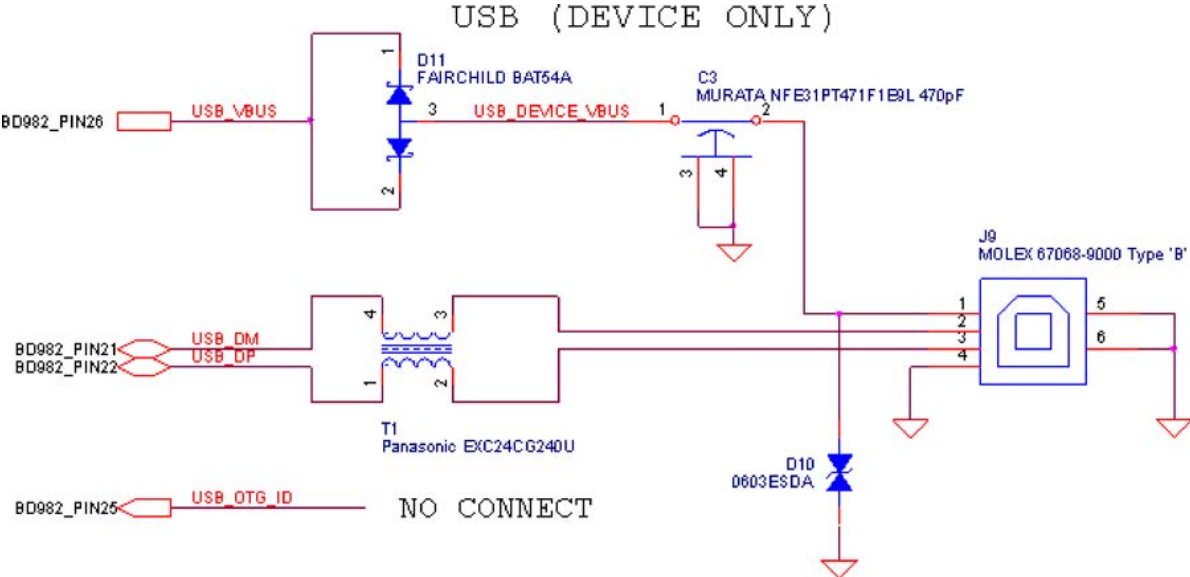 USB (DEVICE ONLY)
D11
FAIRCHILD BAT54A
C3
MURATA NFE31PT471F1E9L 470pF
BD982_PIN26
USB_VBUS
1
3
2
USB_DEVICE_VBUS
1
2
3
4
J9
MOLEX 67068-9000 Type 'B'
1
2
3
4
5
6
BD982_PIN21
USB_DM
BD982_PIN22
USB_DP
4
3
1
2
T1
Panasonic EXC24CG240U
D10
0603ESDA
BD982_PIN25
USB_OTG_ID
NO CONNECT